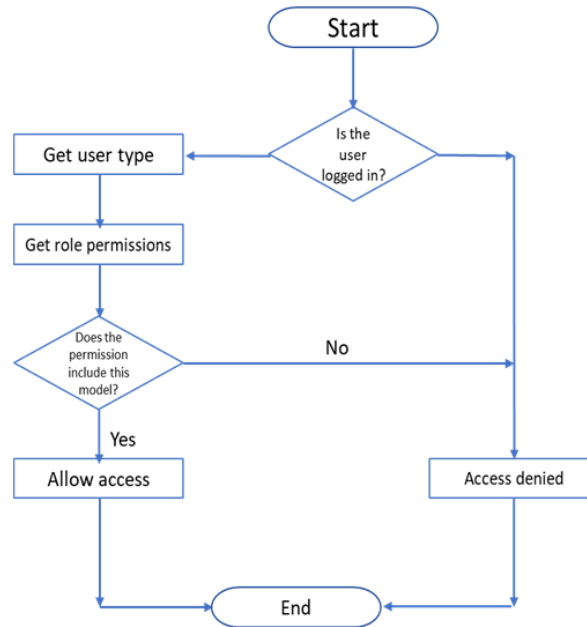 Start
Is the
user
logged in?
Get user type
Get role permissions
Does the
permission
include this
model?
No
Yes
Allow access
Access denied
End